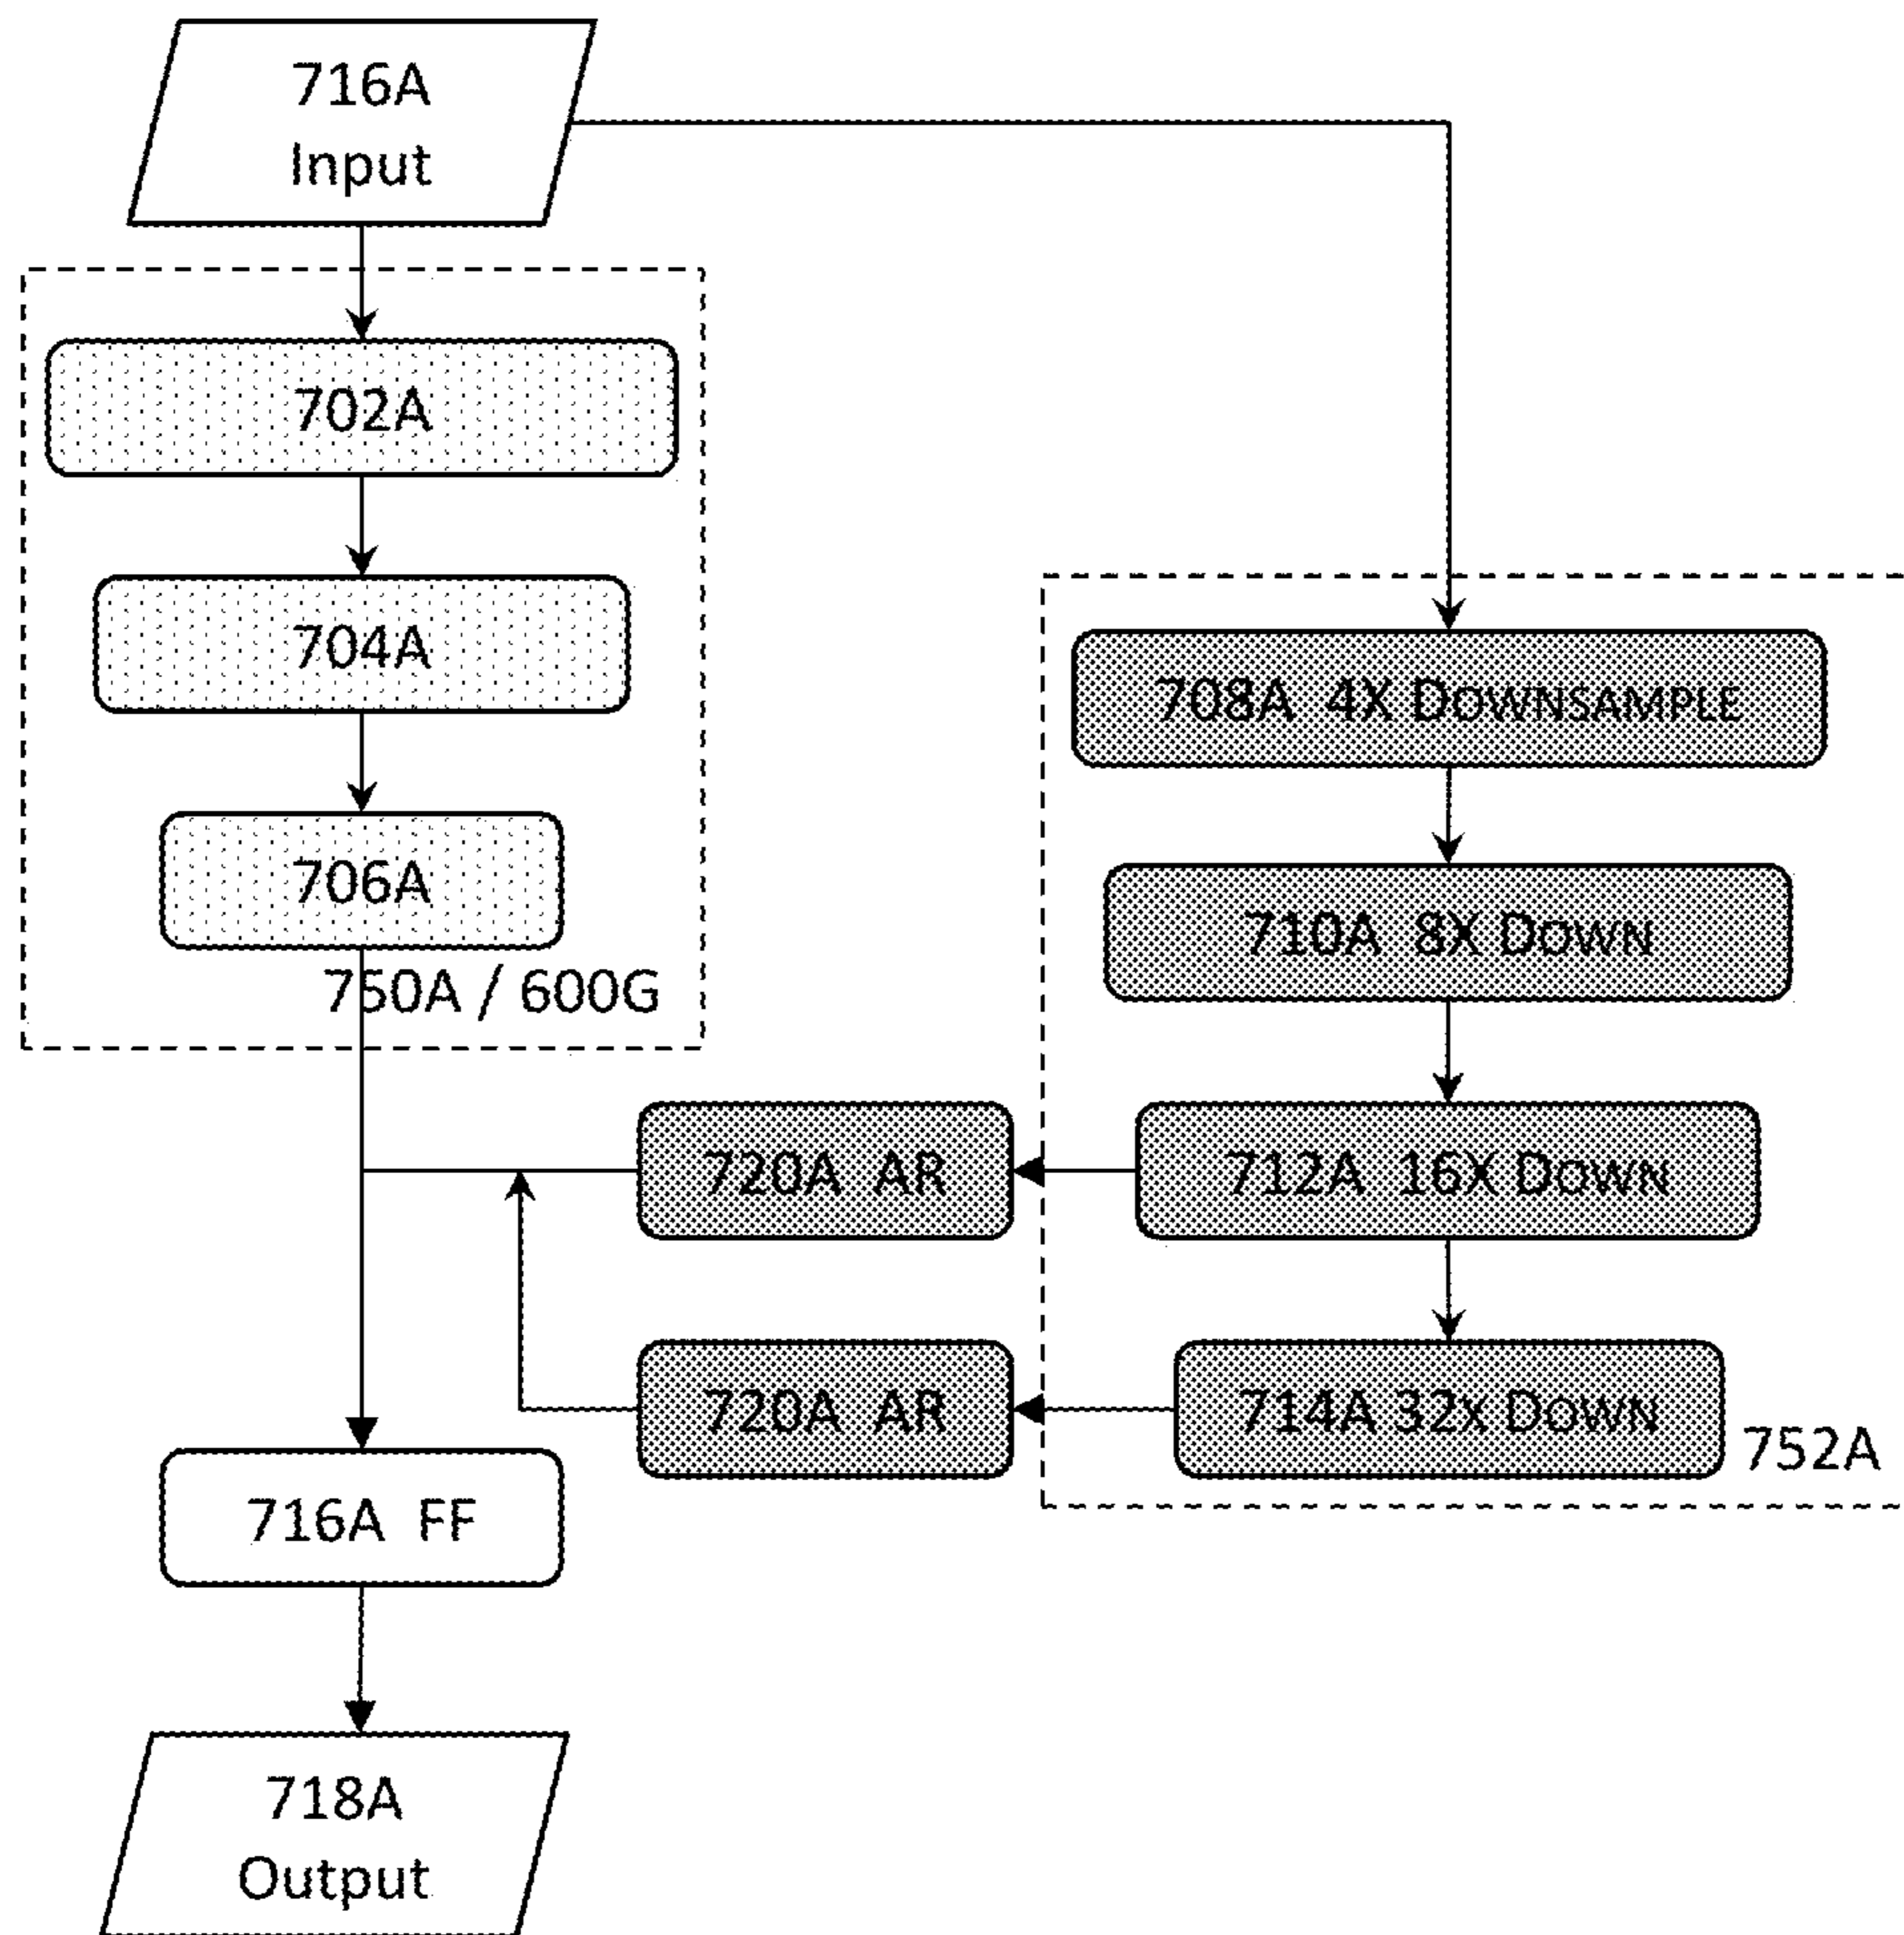 716A
Input
702A
704A
706A
750A / 600G
708A 4X DOWNSAMPLE
710A 8X DOWN
712A 16X DOWN
714A 32X DOWN
752A
720A AR
720A AR
716A FF
718A
Output